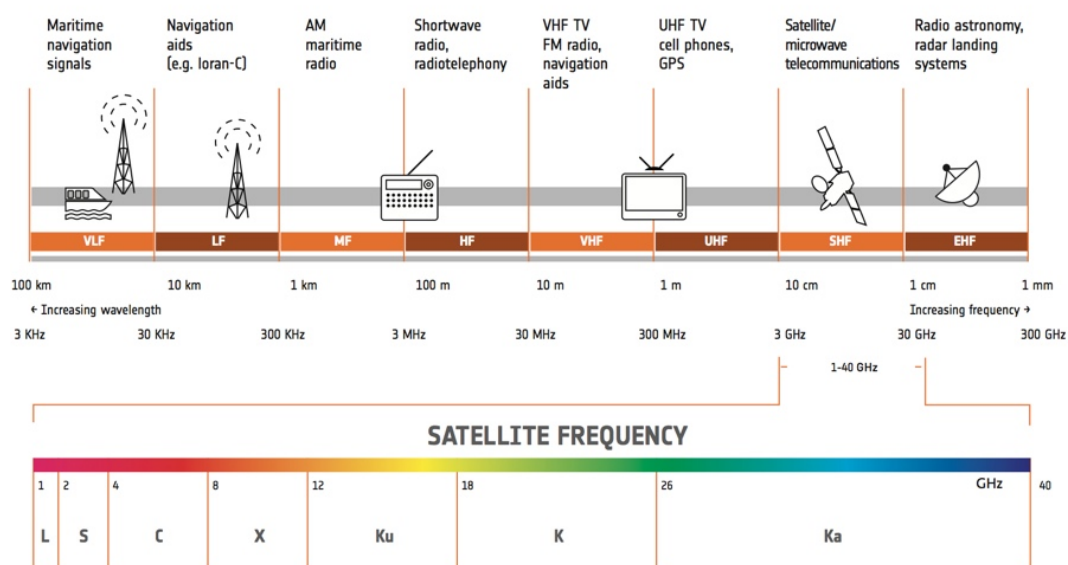 Maritime
navigation
signals
Navigation
aids
(e.g. loran-C)
AM
maritime
radio
Shortwave
radio,
radiotelephony
VHF TV
FM radio,
navigation
aids
UHF TV
cell phones,
GPS
Satellite/
microwave
telecommunications
Radio astronomy,
radar landing
systems
VLF LF MF HF VHF UHF SHF EHF
100 km 10 km 1 km 100 m 10 m 1 m 10 cm 1 cm 1 mm
← Increasing wavelength Increasing frequency →
3 KHz 30 KHz 300 KHz 3 MHz 30 MHz 300 MHz 3 GHz 30 GHz 300 GHz
1-40 GHz
SATELLITE FREQUENCY
1 2 4 8 12 18 26 GHz 40
L S C X Ku K Ka